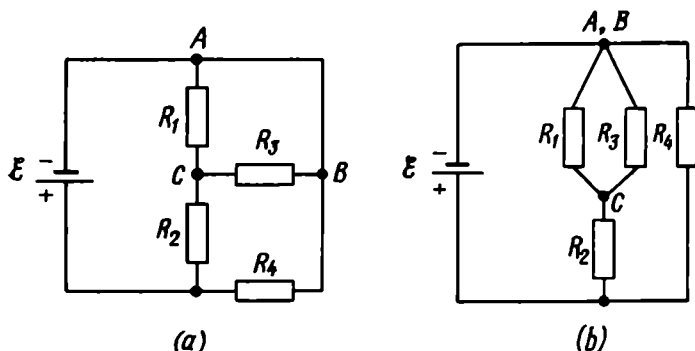 A
R₁
R₃
ℰ
-
+
C
B
R₂
R₄
(a)
A, B
R₁
R₃
R₄
ℰ
-
+
C
R₂
(b)